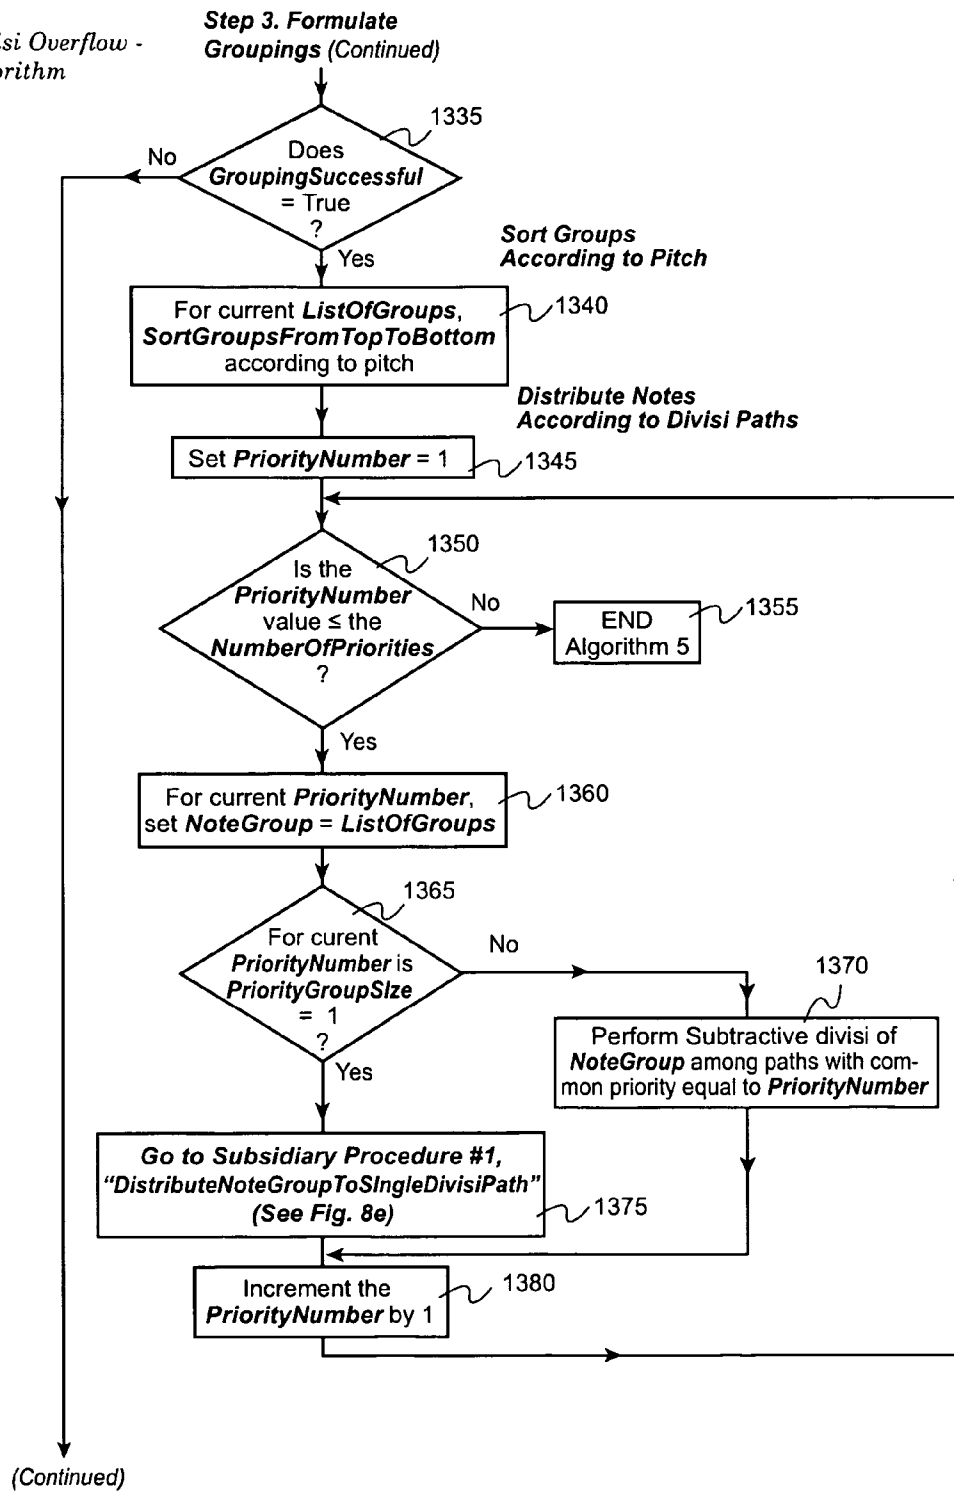 Step 3. Formulate
Groupings (Continued)
isi Overflow -
orithm
1335
No
Does
GroupingSuccessful
= True
?
Yes
Sort Groups
According to Pitch
For current ListOfGroups,
SortGroupsFromTopToBottom
according to pitch
1340
Distribute Notes
According to Divisi Paths
Set PriorityNumber = 1
1345
1350
Is the
PriorityNumber
value ≤ the
NumberOfPriorities
?
No
END
Algorithm 5
1355
Yes
For current PriorityNumber,
set NoteGroup = ListOfGroups
1360
1365
For curent
PriorityNumber is
PriorityGroupSIze
= 1
?
No
1370
Perform Subtractive divisi of
NoteGroup among paths with com-
mon priority equal to PriorityNumber
Yes
Go to Subsidiary Procedure #1,
“DistributeNoteGroupToSIngleDivisiPath”
(See Fig. 8e)
1375
Increment the
PriorityNumber by 1
1380
(Continued)